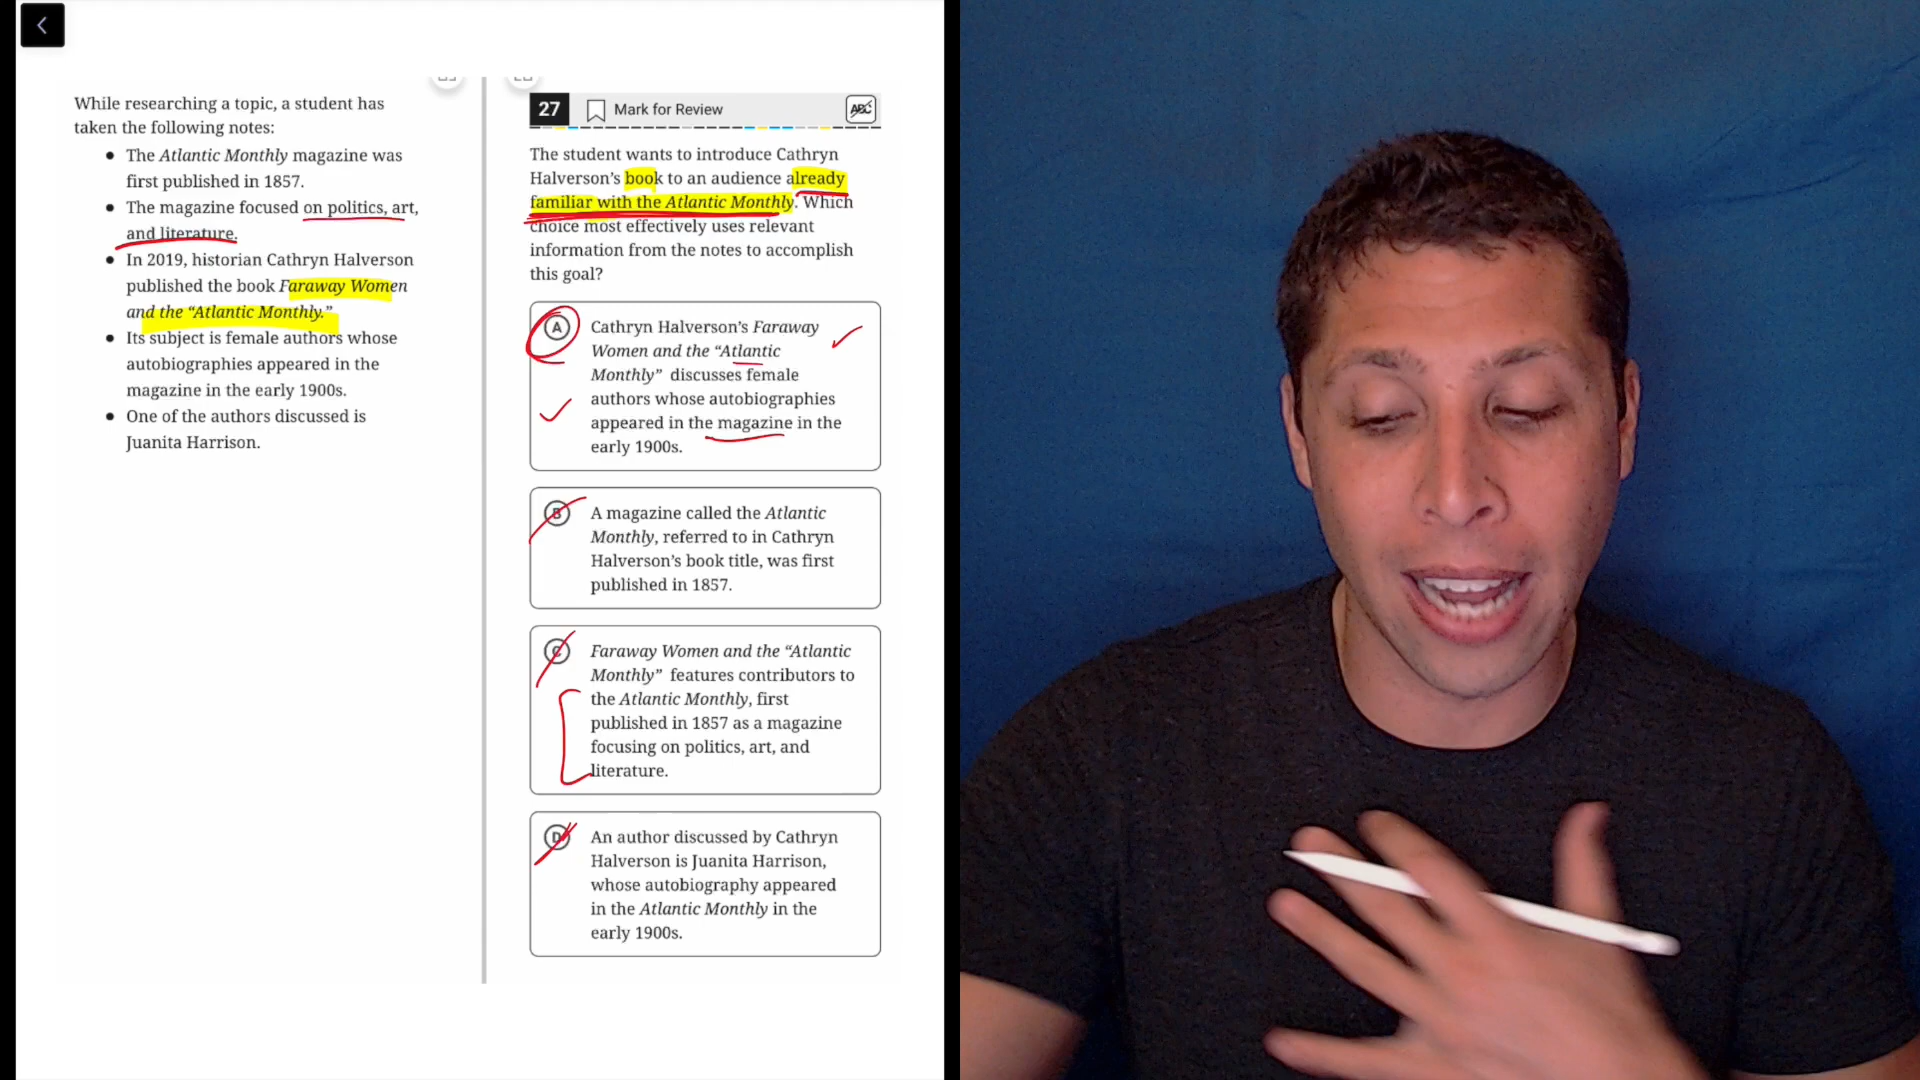 While researching a topic, a student has
taken the following notes:
• The Atlantic Monthly magazine was
first published in 1857.
• The magazine focused on politics, art,
and literature.
• In 2019, historian Cathryn Halverson
published the book Faraway Women
and the “Atlantic Monthly.”
• Its subject is female authors whose
autobiographies appeared in the
magazine in the early 1900s.
• One of the authors discussed is
Juanita Harrison.
27 Mark for Review ABC
The student wants to introduce Cathryn
Halverson’s book to an audience already
familiar with the Atlantic Monthly. Which
choice most effectively uses relevant
information from the notes to accomplish
this goal?
A Cathryn Halverson’s Faraway
Women and the “Atlantic
Monthly” discusses female
authors whose autobiographies
appeared in the magazine in the
early 1900s.
B A magazine called the Atlantic
Monthly, referred to in Cathryn
Halverson’s book title, was first
published in 1857.
C Faraway Women and the “Atlantic
Monthly” features contributors to
the Atlantic Monthly, first
published in 1857 as a magazine
focusing on politics, art, and
literature.
D An author discussed by Cathryn
Halverson is Juanita Harrison,
whose autobiography appeared
in the Atlantic Monthly in the
early 1900s.